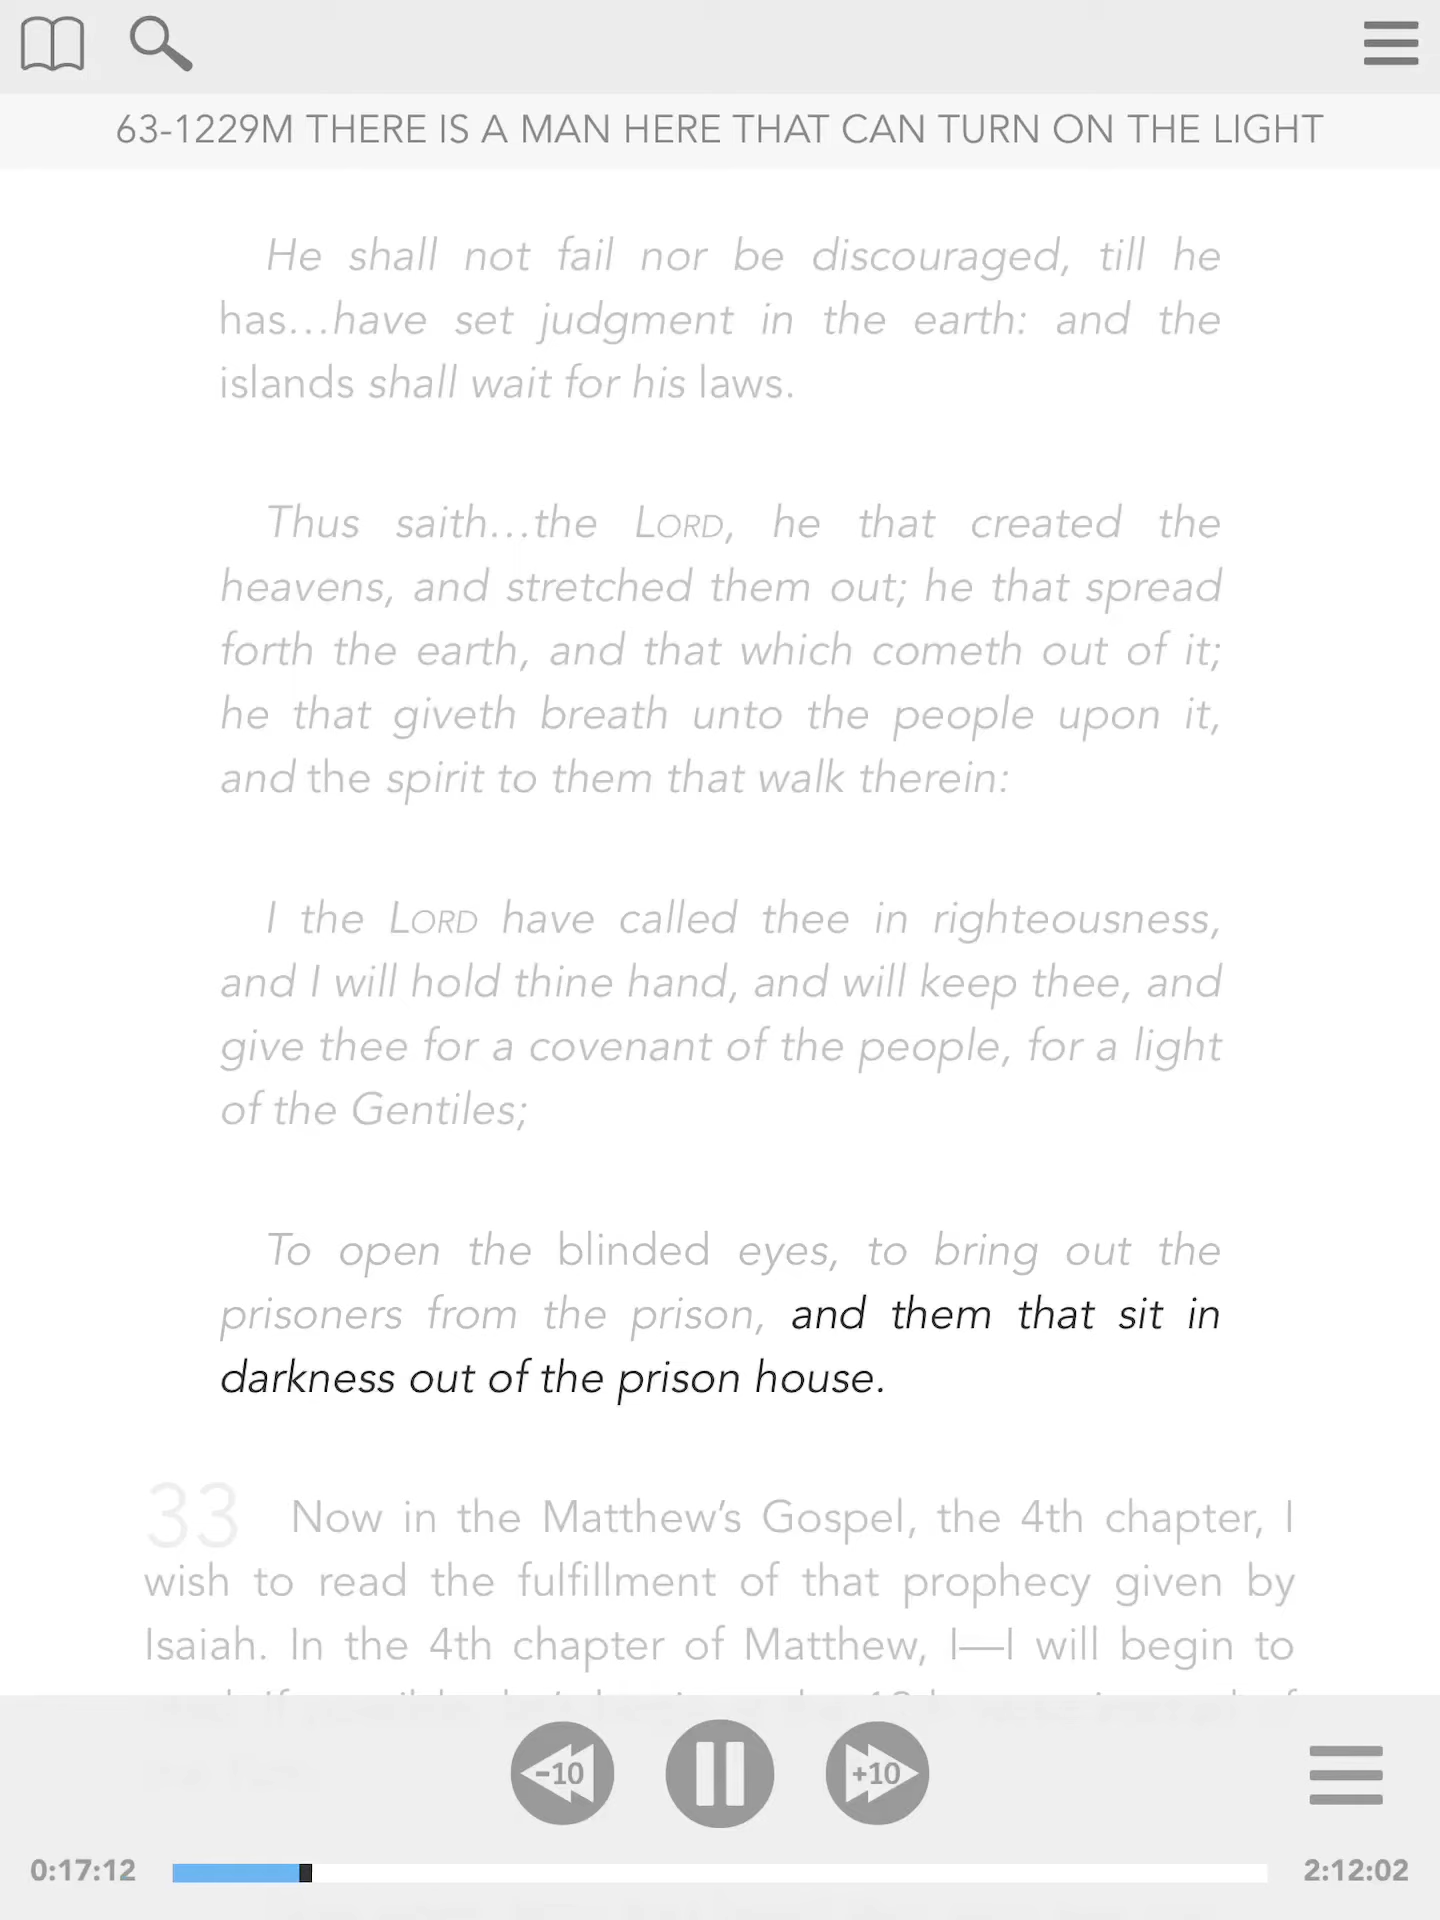 63-1229M THERE IS A MAN HERE THAT CAN TURN ON THE LIGHT
He shall not fail nor be discouraged, till he
has…have set judgment in the earth: and the
islands shall wait for his laws.
Thus saith…the LORD, he that created the
heavens, and stretched them out; he that spread
forth the earth, and that which cometh out of it;
he that giveth breath unto the people upon it,
and the spirit to them that walk therein:
I the LORD have called thee in righteousness,
and I will hold thine hand, and will keep thee, and
give thee for a covenant of the people, for a light
of the Gentiles;
To open the blinded eyes, to bring out the
prisoners from the prison, and them that sit in
darkness out of the prison house.
33 Now in the Matthew’s Gospel, the 4th chapter, I
wish to read the fulfillment of that prophecy given by
Isaiah. In the 4th chapter of Matthew, I—I will begin to
-10 +10
0:17:12 2:12:02